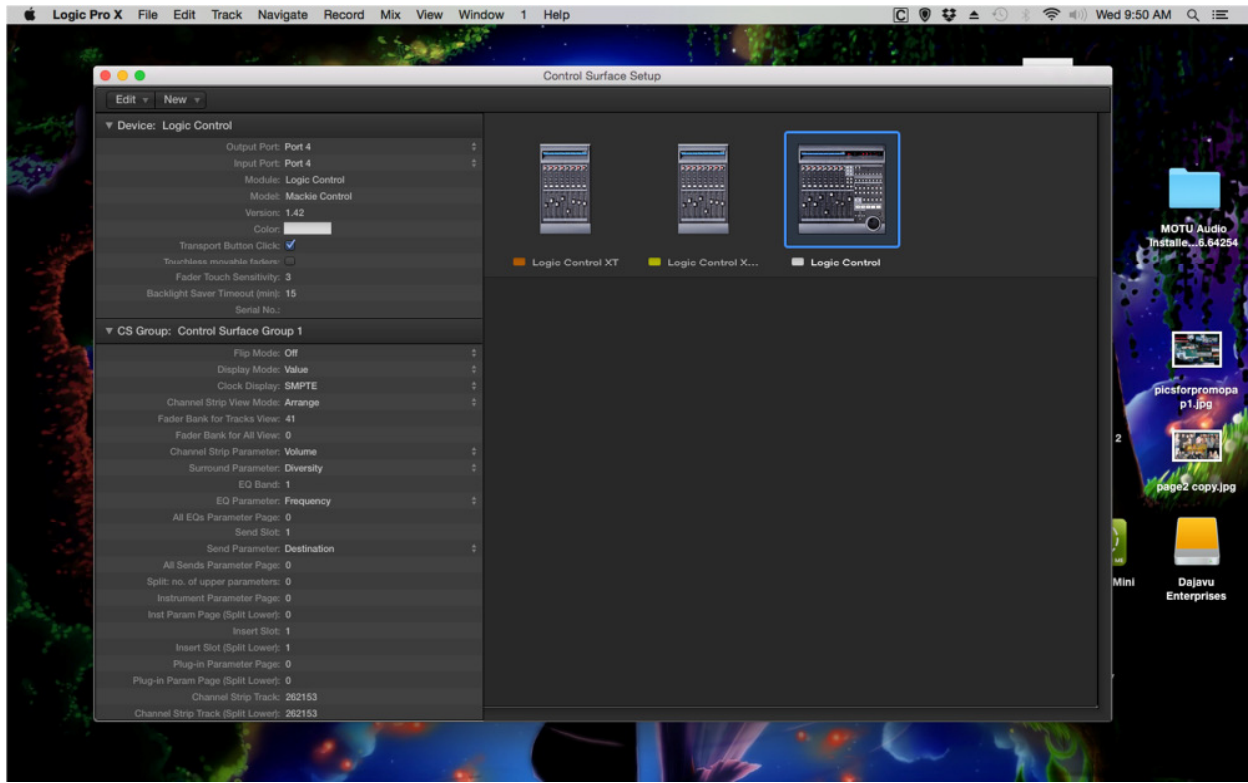 Logic Pro X File Edit Track Navigate Record Mix View Window 1 Help Wed 9:50 AM
Control Surface Setup
Edit New
Device: Logic Control
Output Port: Port 4
Input Port: Port 4
Module: Logic Control
Model: Mackie Control
Version: 1.42
Color:
Transport Button Click:
Touchless movable faders:
Fader Touch Sensitivity: 3
Backlight Saver Timeout (min): 15
Serial No.:
CS Group: Control Surface Group 1
Flip Mode: Off
Display Mode: Value
Clock Display: SMPTE
Channel Strip View Mode: Arrange
Fader Bank for Tracks View: 41
Fader Bank for All View: 0
Channel Strip Parameter: Volume
Surround Parameter: Diversity
EQ Band: 1
EQ Parameter: Frequency
All EQs Parameter Page: 0
Send Slot: 1
Send Parameter: Destination
All Sends Parameter Page: 0
Split: no. of upper parameters: 0
Instrument Parameter Page: 0
Inst Param Page (Split Lower): 0
Insert Slot: 1
Insert Slot (Split Lower): 1
Plug-in Parameter Page: 0
Plug-in Param Page (Split Lower): 0
Channel Strip Track: 262153
Channel Strip Track (Split Lower): 262153
Logic Control XT
Logic Control X...
Logic Control
MOTU Audio
Installe...6.64254
picsforpromopa
p1.jpg
2
page2 copy.jpg
Mini
Dajavu
Enterprises